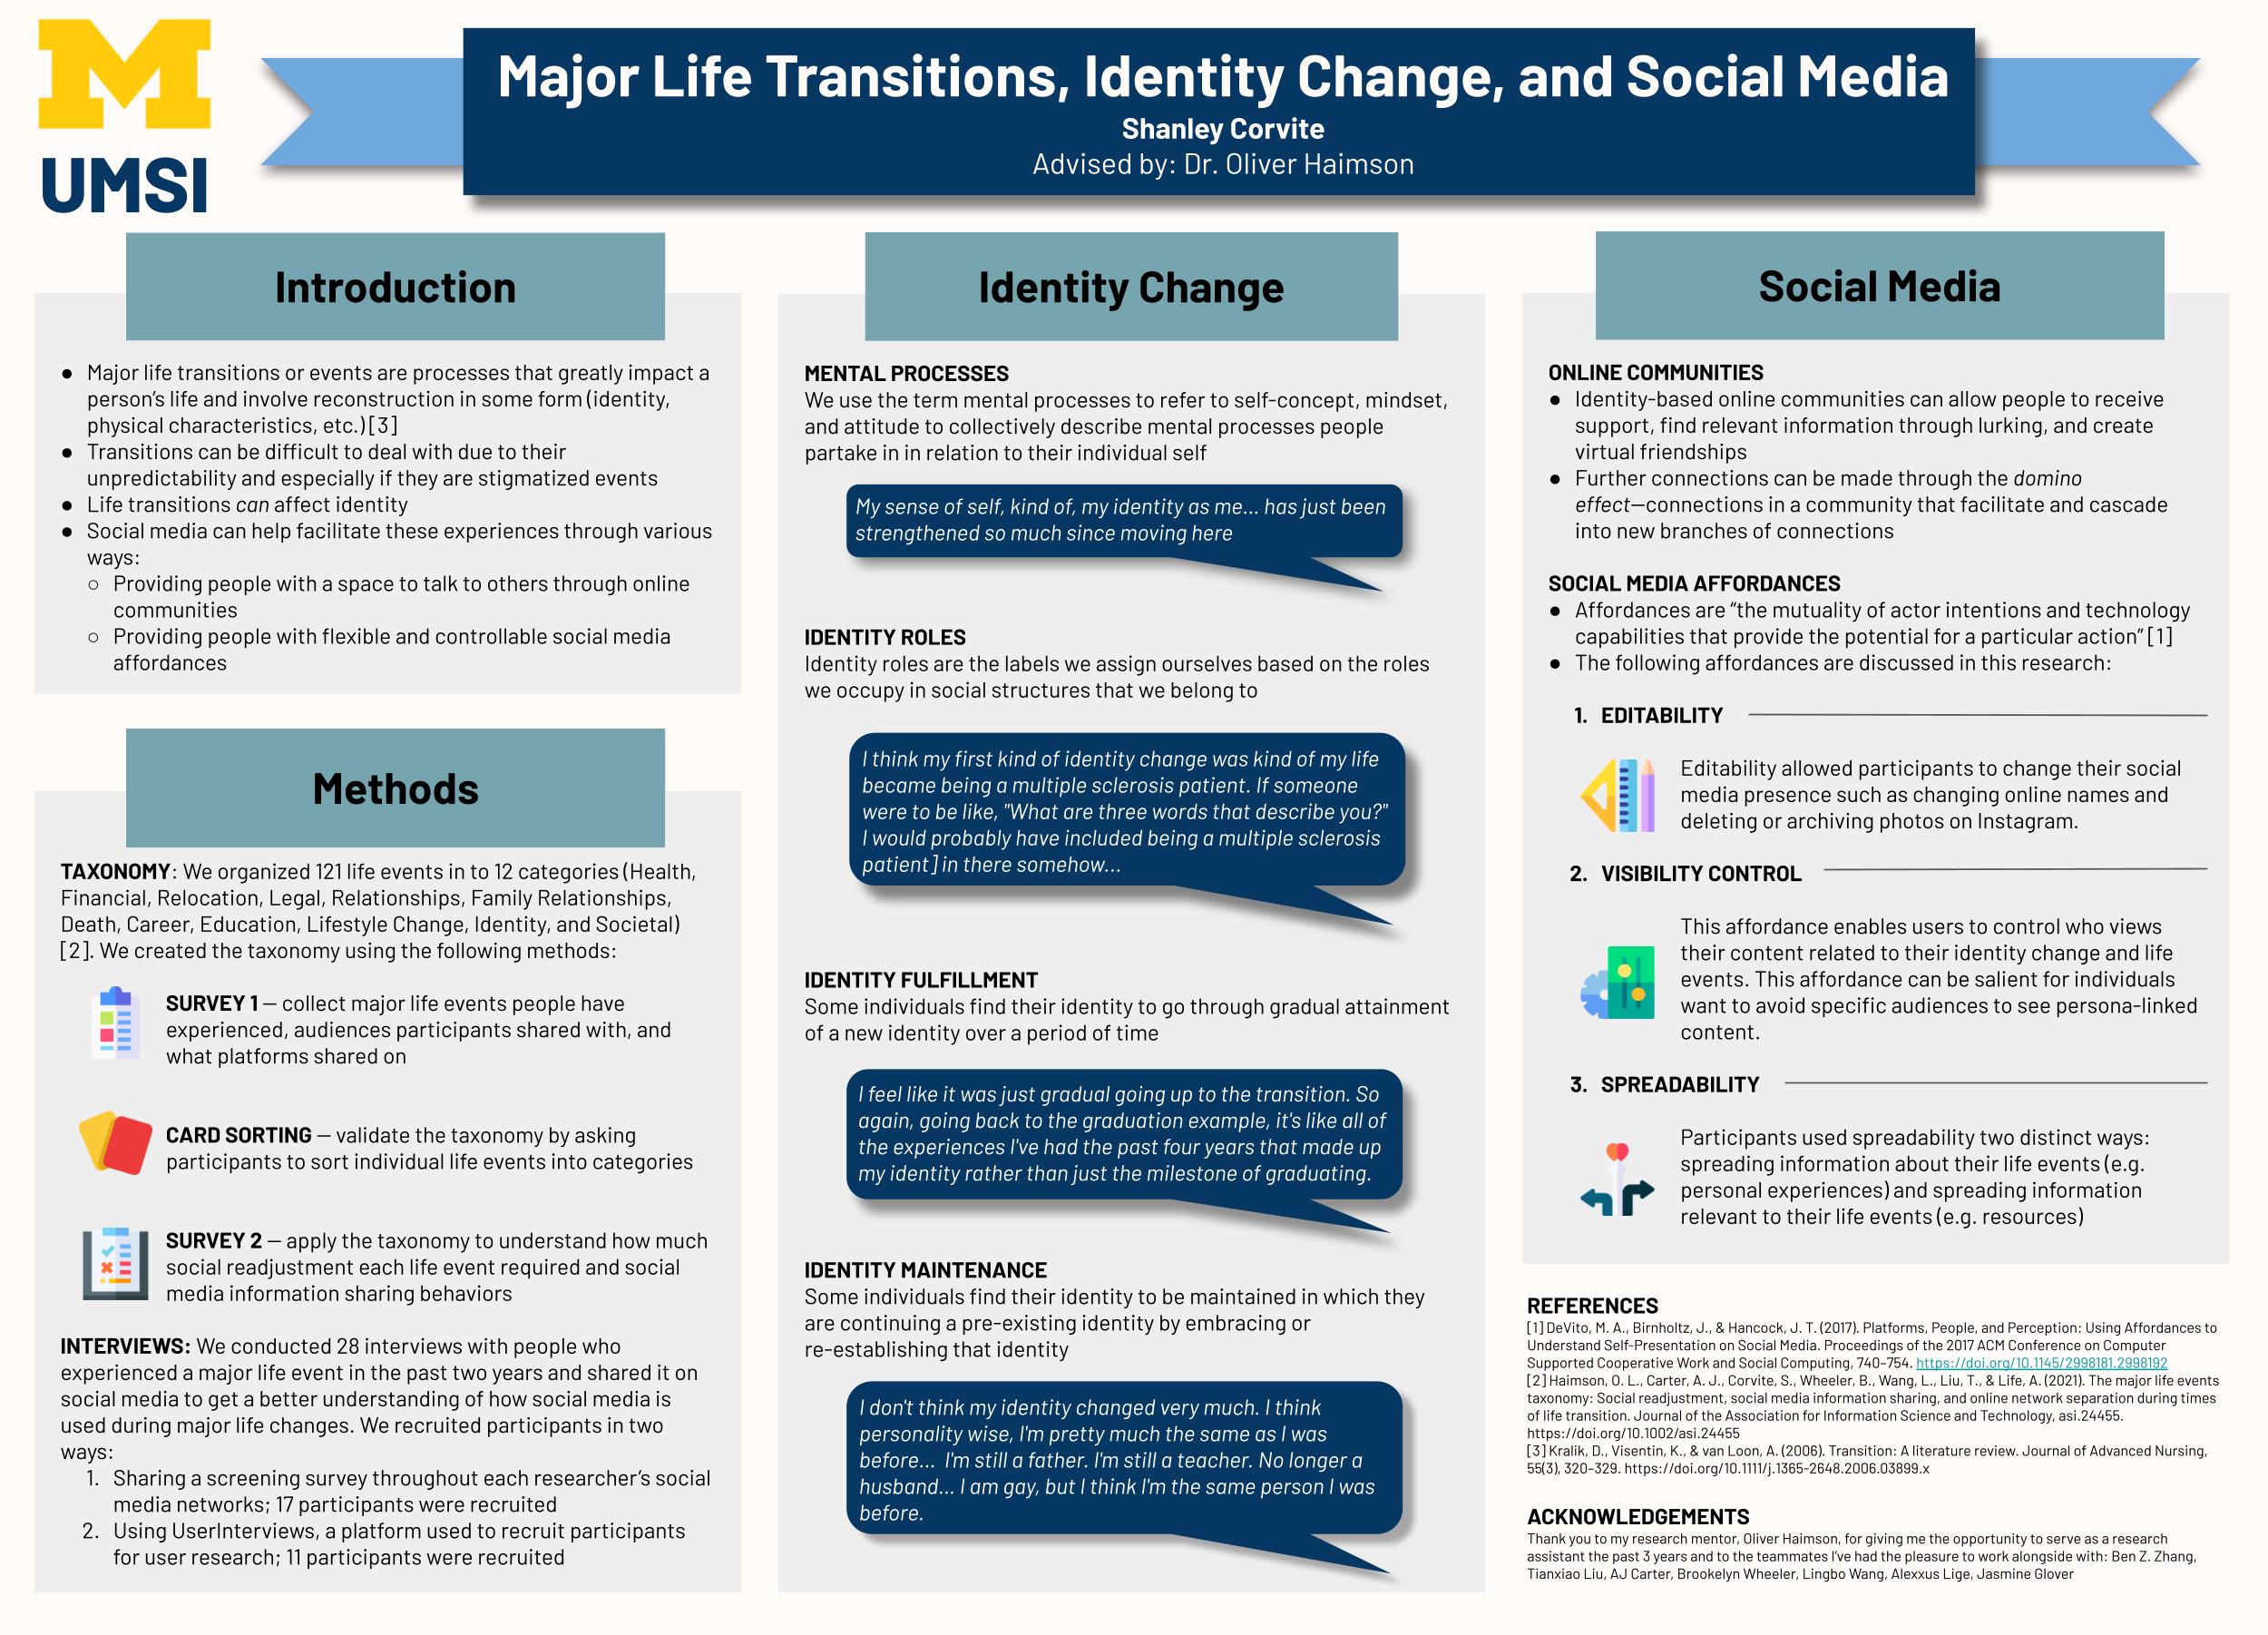 M
UMSI
Major Life Transitions, Identity Change, and Social Media
Shanley Corvite
Advised by: Dr. Oliver Haimson
Introduction
● Major life transitions or events are processes that greatly impact a
person's life and involve reconstruction in some form (identity,
physical characteristics, etc.) [3]
● Transitions can be difficult to deal with due to their
unpredictability and especially if they are stigmatized events
● Life transitions can affect identity
● Social media can help facilitate these experiences through various
ways:
○ Providing people with a space to talk to others through online
communities
○ Providing people with flexible and controllable social media
affordances
Methods
TAXONOMY: We organized 121 life events in to 12 categories (Health,
Financial, Relocation, Legal, Relationships, Family Relationships,
Death, Career, Education, Lifestyle Change, Identity, and Societal)
[2]. We created the taxonomy using the following methods:
SURVEY 1 — collect major life events people have
experienced, audiences participants shared with, and
what platforms shared on
CARD SORTING — validate the taxonomy by asking
participants to sort individual life events into categories
SURVEY 2 — apply the taxonomy to understand how much
social readjustment each life event required and social
media information sharing behaviors
INTERVIEWS: We conducted 28 interviews with people who
experienced a major life event in the past two years and shared it on
social media to get a better understanding of how social media is
used during major life changes. We recruited participants in two
ways:
1. Sharing a screening survey throughout each researcher's social
media networks; 17 participants were recruited
2. Using UserInterviews, a platform used to recruit participants
for user research; 11 participants were recruited
Identity Change
MENTAL PROCESSES
We use the term mental processes to refer to self-concept, mindset,
and attitude to collectively describe mental processes people
partake in in relation to their individual self
My sense of self, kind of, my identity as me... has just been
strengthened so much since moving here
IDENTITY ROLES
Identity roles are the labels we assign ourselves based on the roles
we occupy in social structures that we belong to
I think my first kind of identity change was kind of my life
became being a multiple sclerosis patient. If someone
were to be like, "What are three words that describe you?"
I would probably have included being a multiple sclerosis
patient] in there somehow...
IDENTITY FULFILLMENT
Some individuals find their identity to go through gradual attainment
of a new identity over a period of time
I feel like it was just gradual going up to the transition. So
again, going back to the graduation example, it's like all of
the experiences I've had the past four years that made up
my identity rather than just the milestone of graduating.
IDENTITY MAINTENANCE
Some individuals find their identity to be maintained in which they
are continuing a pre-existing identity by embracing or
re-establishing that identity
I don't think my identity changed very much. I think
personality wise, I'm pretty much the same as I was
before... I'm still a father. I'm still a teacher. No longer a
husband... I am gay, but I think I'm the same person I was
before.
Social Media
ONLINE COMMUNITIES
● Identity-based online communities can allow people to receive
support, find relevant information through lurking, and create
virtual friendships
● Further connections can be made through the domino
effect—connections in a community that facilitate and cascade
into new branches of connections
SOCIAL MEDIA AFFORDANCES
● Affordances are “the mutuality of actor intentions and technology
capabilities that provide the potential for a particular action” [1]
● The following affordances are discussed in this research:
1. EDITABILITY
Editability allowed participants to change their social
media presence such as changing online names and
deleting or archiving photos on Instagram.
2. VISIBILITY CONTROL
This affordance enables users to control who views
their content related to their identity change and life
events. This affordance can be salient for individuals
want to avoid specific audiences to see persona-linked
content.
3. SPREADABILITY
Participants used spreadability two distinct ways:
spreading information about their life events (e.g.
personal experiences) and spreading information
relevant to their life events (e.g. resources)
REFERENCES
[1] DeVito, M. A., Birnholtz, J., & Hancock, J. T. (2017). Platforms, People, and Perception: Using Affordances to
Understand Self-Presentation on Social Media. Proceedings of the 2017 ACM Conference on Computer
Supported Cooperative Work and Social Computing, 740–754. https://doi.org/10.1145/2998181.2998192
[2] Haimson, O. L., Carter, A. J., Corvite, S., Wheeler, B., Wang, L., Liu, T., & Life, A. (2021). The major life events
taxonomy: Social readjustment, social media information sharing, and online network separation during times
of life transition. Journal of the Association for Information Science and Technology, asi.24455.
https://doi.org/10.1002/asi.24455
[3] Kralik, D., Visentin, K., & van Loon, A. (2006). Transition: A literature review. Journal of Advanced Nursing,
55(3), 320–329. https://doi.org/10.1111/j.1365-2648.2006.03899.x
ACKNOWLEDGEMENTS
Thank you to my research mentor, Oliver Haimson, for giving me the opportunity to serve as a research
assistant the past 3 years and to the teammates I've had the pleasure to work alongside with: Ben Z. Zhang,
Tianxiao Liu, AJ Carter, Brookelyn Wheeler, Lingbo Wang, Alexxus Lige, Jasmine Glover